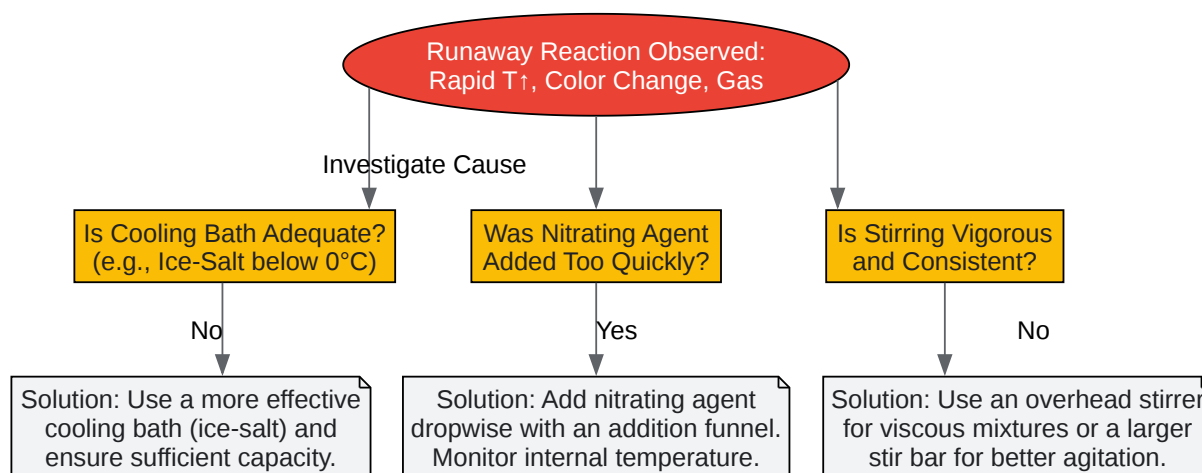 Runaway Reaction Observed:
Rapid T↑, Color Change, Gas
Investigate Cause
Is Cooling Bath Adequate?
(e.g., Ice-Salt below 0°C)
Was Nitrating Agent
Added Too Quickly?
Is Stirring Vigorous
and Consistent?
No
Yes
No
Solution: Use a more effective
cooling bath (ice-salt) and
ensure sufficient capacity.
Solution: Add nitrating agent
dropwise with an addition funnel.
Monitor internal temperature.
Solution: Use an overhead stirrer
for viscous mixtures or a larger
stir bar for better agitation.